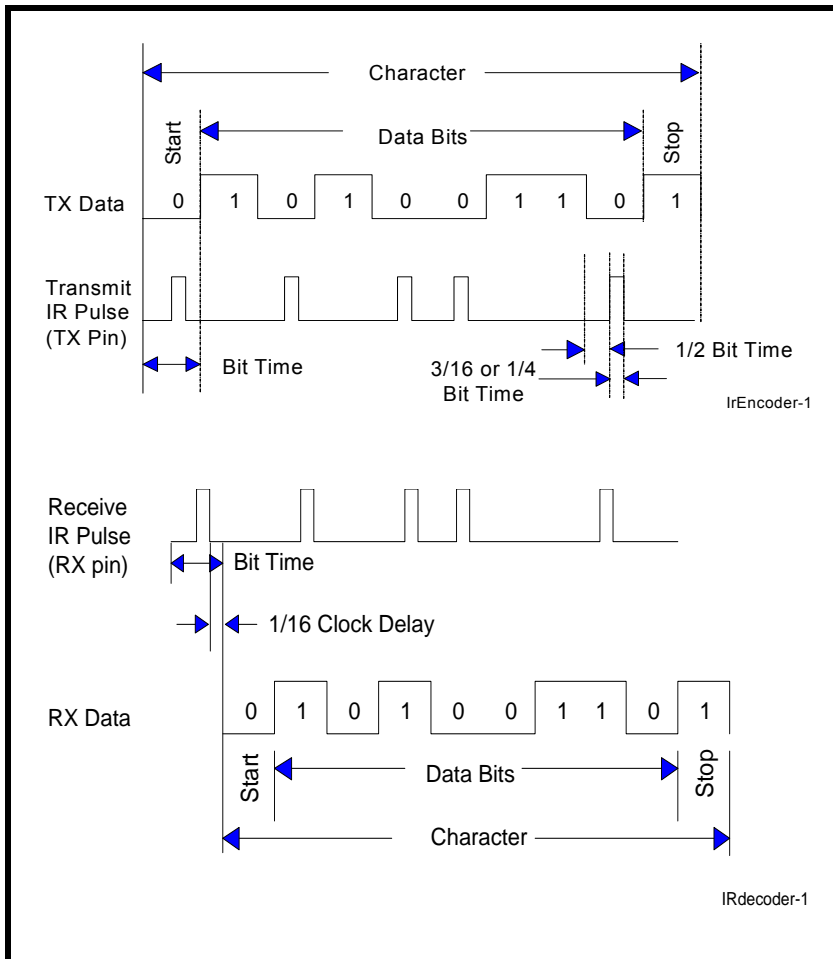 Character
Start
Data Bits
Stop
TX Data
0 1 0 1 0 0 1 1 0 1
Transmit
IR Pulse
(TX Pin)
Bit Time
1/2 Bit Time
3/16 or 1/4
Bit Time
IrEncoder-1
Receive
IR Pulse
(RX pin)
Bit Time
1/16 Clock Delay
RX Data
0 1 0 1 0 0 1 1 0 1
Start
Data Bits
Stop
Character
IRdecoder-1